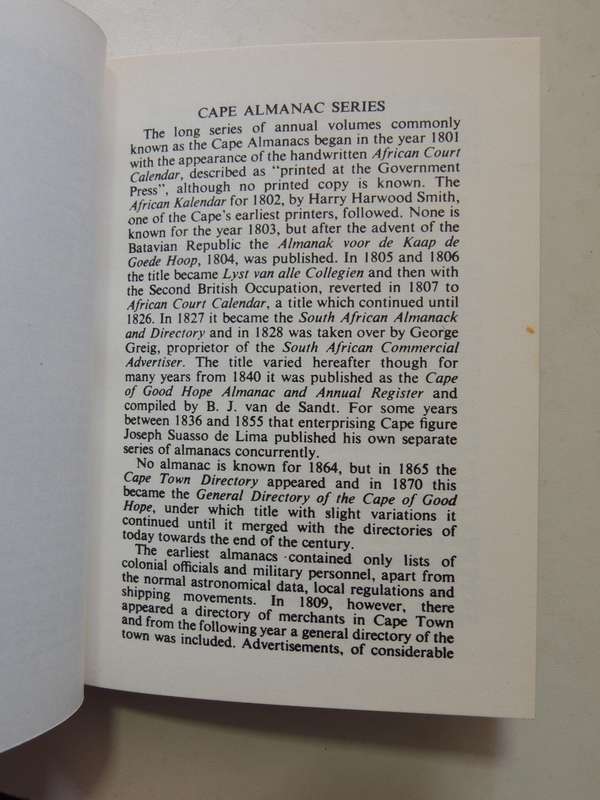 CAPE ALMANAC SERIES
The long series of annual volumes commonly
known as the Cape Almanacs began in the year 1801
with the appearance of the handwritten African Court
Calendar, described as “printed at the Government
Press”, although no printed copy is known. The
African Kalendar for 1802, by Harry Harwood Smith,
one of the Cape's earliest printers, followed. None is
known for the year 1803, but after the advent of the
Batavian Republic the Almanak voor de Kaap de
Goede Hoop, 1804, was published. In 1805 and 1806
the title became Lyst van alle Collegien and then with
the Second British Occupation, reverted in 1807 to
African Court Calendar, a title which continued until
1826. In 1827 it became the South African Almanack
and Directory and in 1828 was taken over by George
Greig, proprietor of the South African Commercial
Advertiser. The title varied hereafter though for
many years from 1840 it was published as the Cape
of Good Hope Almanac and Annual Register and
compiled by B. J. van de Sandt. For some years
between 1836 and 1855 that enterprising Cape figure
Joseph Suasso de Lima published his own separate
series of almanacs concurrently.
No almanac is known for 1864, but in 1865 the
Cape Town Directory appeared and in 1870 this
became the General Directory of the Cape of Good
Hope, under which title with slight variations it
continued until it merged with the directories of
today towards the end of the century.
The earliest almanacs contained only lists of
colonial officials and military personnel, apart from
the normal astronomical data, local regulations and
shipping movements. In 1809, however, there
appeared a directory of merchants in Cape Town
and from the following year a general directory of the
town was included. Advertisements, of considerable